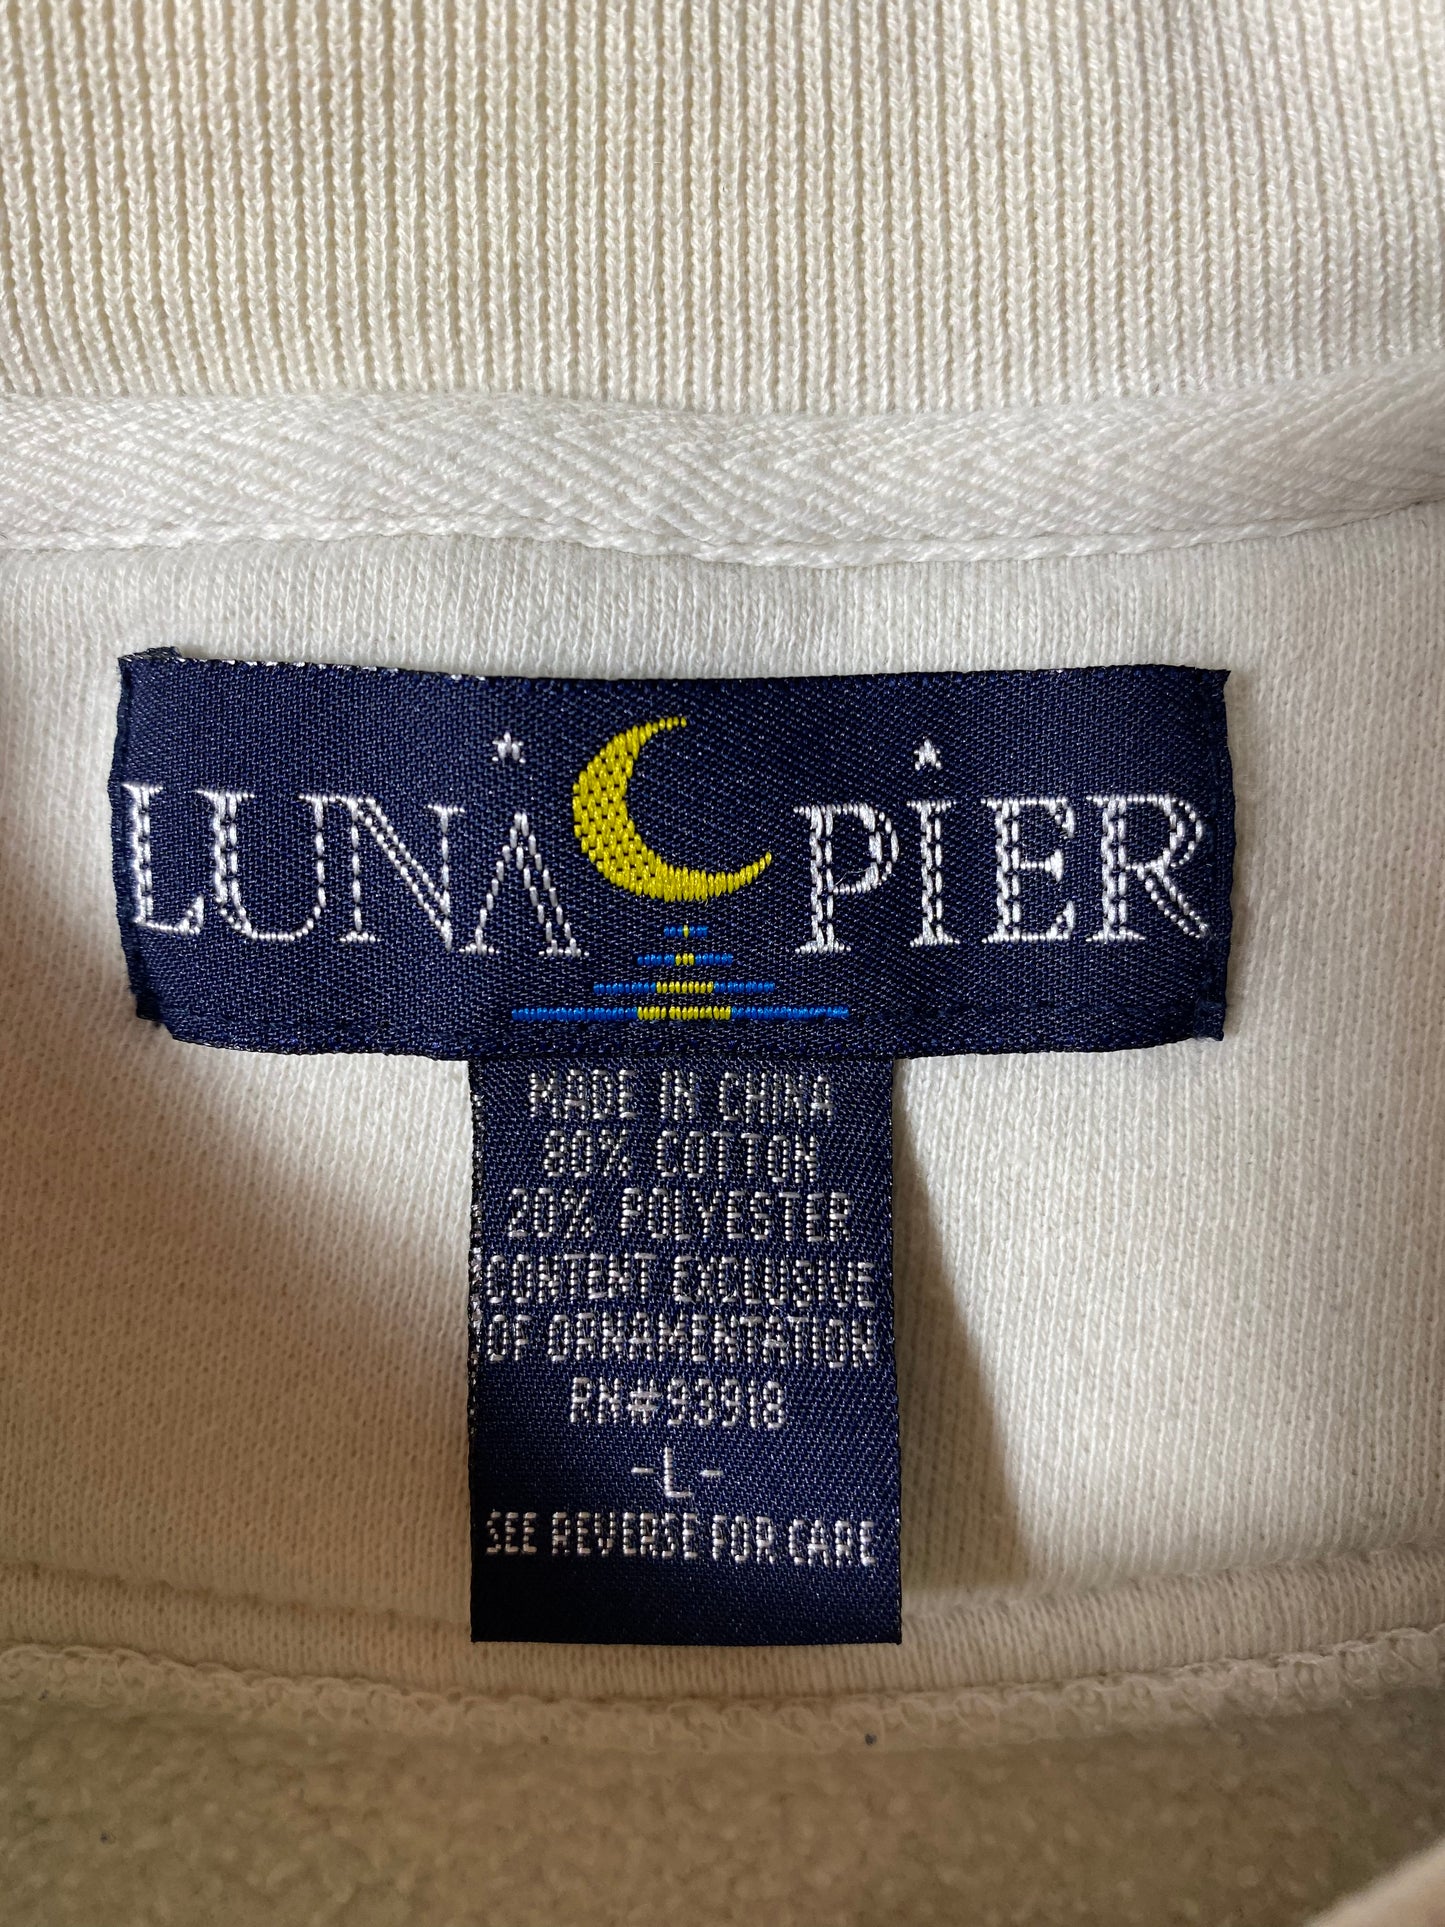 LUNA PIER
MADE IN CHINA
80% COTTON
20% POLYESTER
CONTENT EXCLUSIVE
OF ORNAMENTATION
RN#93918
-L-
SEE REVERSE FOR CARE